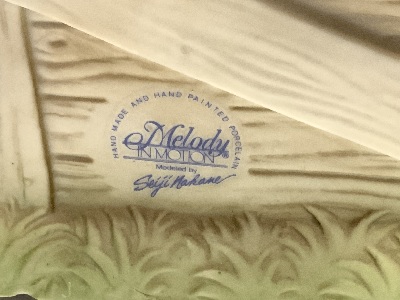 HAND MADE AND HAND PAINTED PORCELAIN
Melody
IN MOTION®
Modeled by
Seiji Nakane